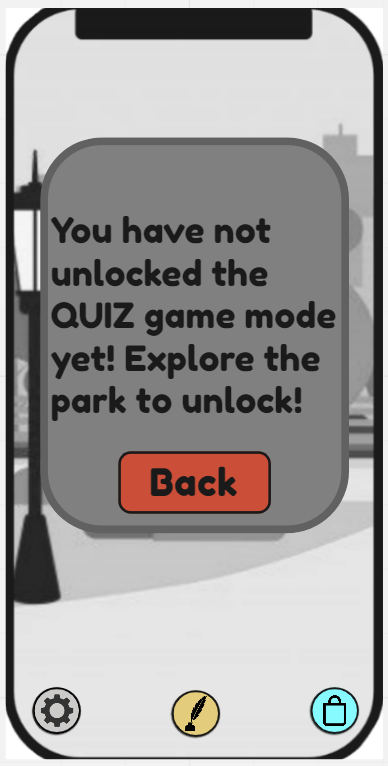 You have not
unlocked the
QUIZ game mode
yet! Explore the
park to unlock!
Back